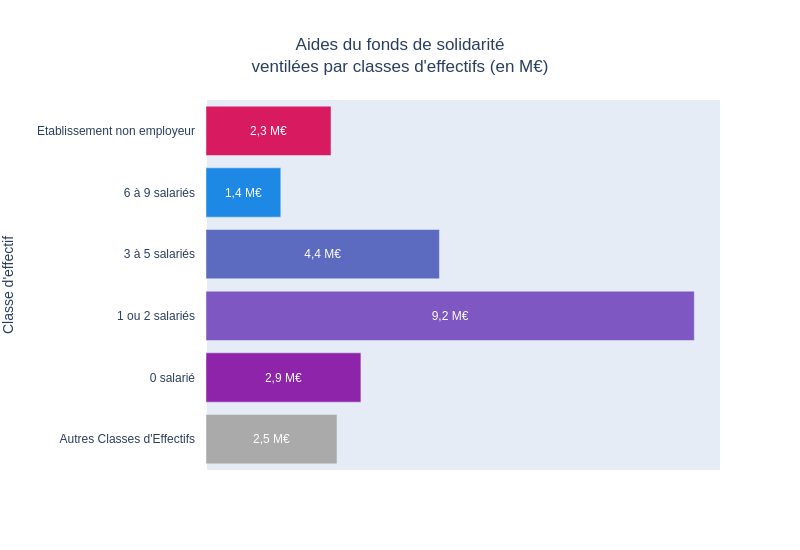 Aides du fonds de solidarité
ventilées par classes d'effectifs (en M€)
Classe d'effectif
Etablissement non employeur
2,3 M€
6 à 9 salariés
1,4 M€
3 à 5 salariés
4,4 M€
1 ou 2 salariés
9,2 M€
0 salarié
2,9 M€
Autres Classes d'Effectifs
2,5 M€